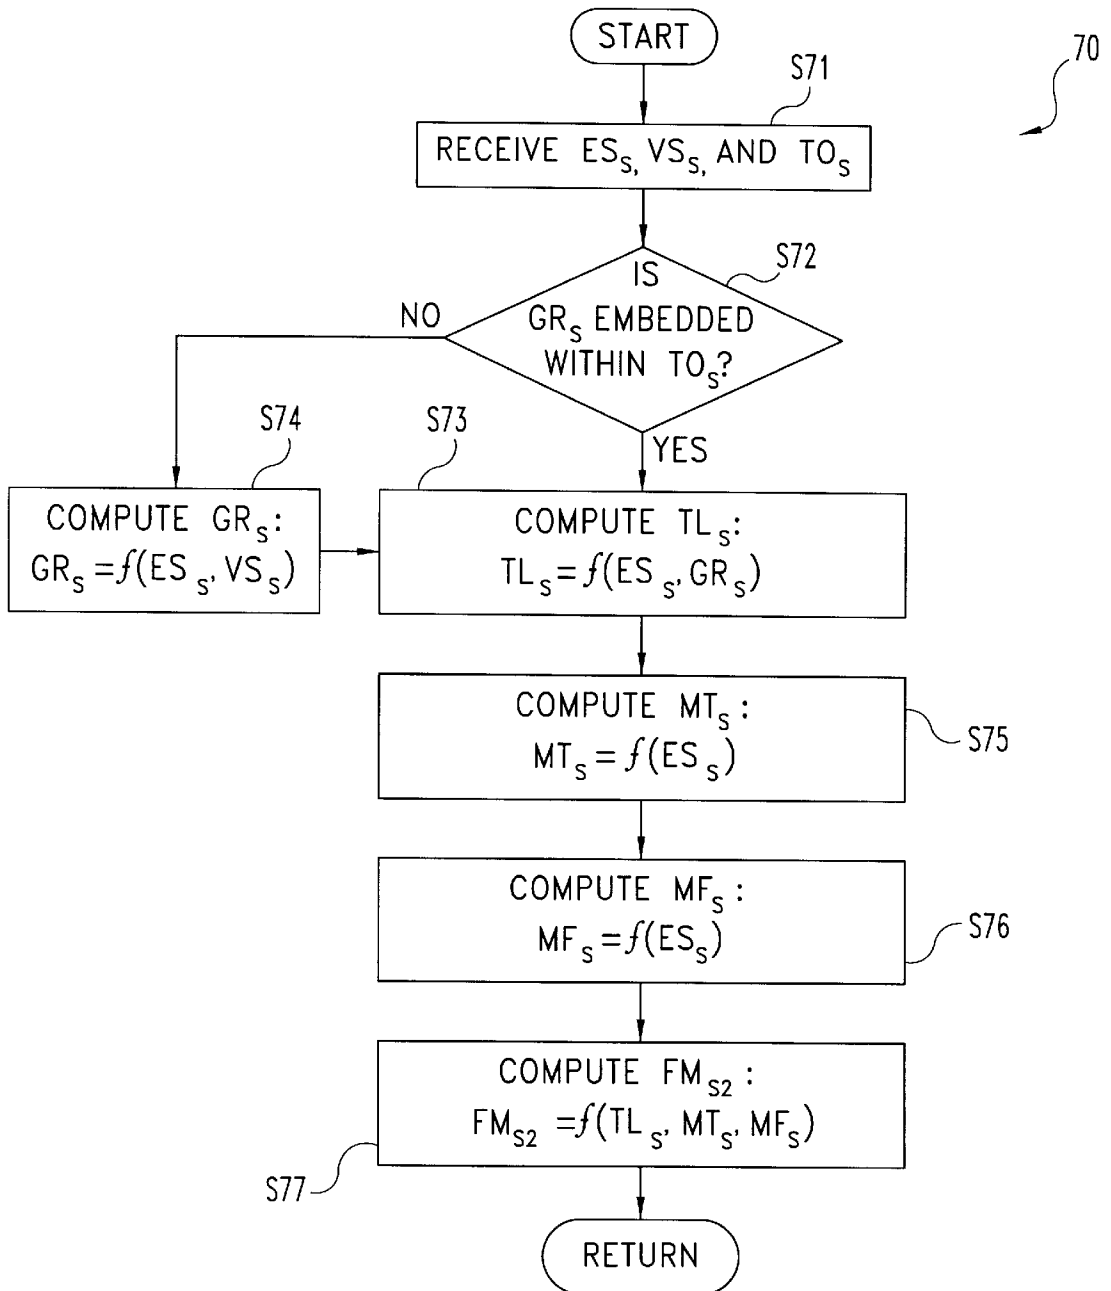 START
70
S71
RECEIVE ES_S, VS_S, AND TO_S
S72
IS
GR_S EMBEDDED
WITHIN TO_S?
NO
YES
S74
COMPUTE GR_S:
GR_S=f(ES_S, VS_S)
S73
COMPUTE TL_S:
TL_S=f(ES_S, GR_S)
COMPUTE MT_S:
MT_S=f(ES_S)
S75
COMPUTE MF_S:
MF_S=f(ES_S)
S76
COMPUTE FM_S2:
FM_S2 =f(TL_S, MT_S, MF_S)
S77
RETURN